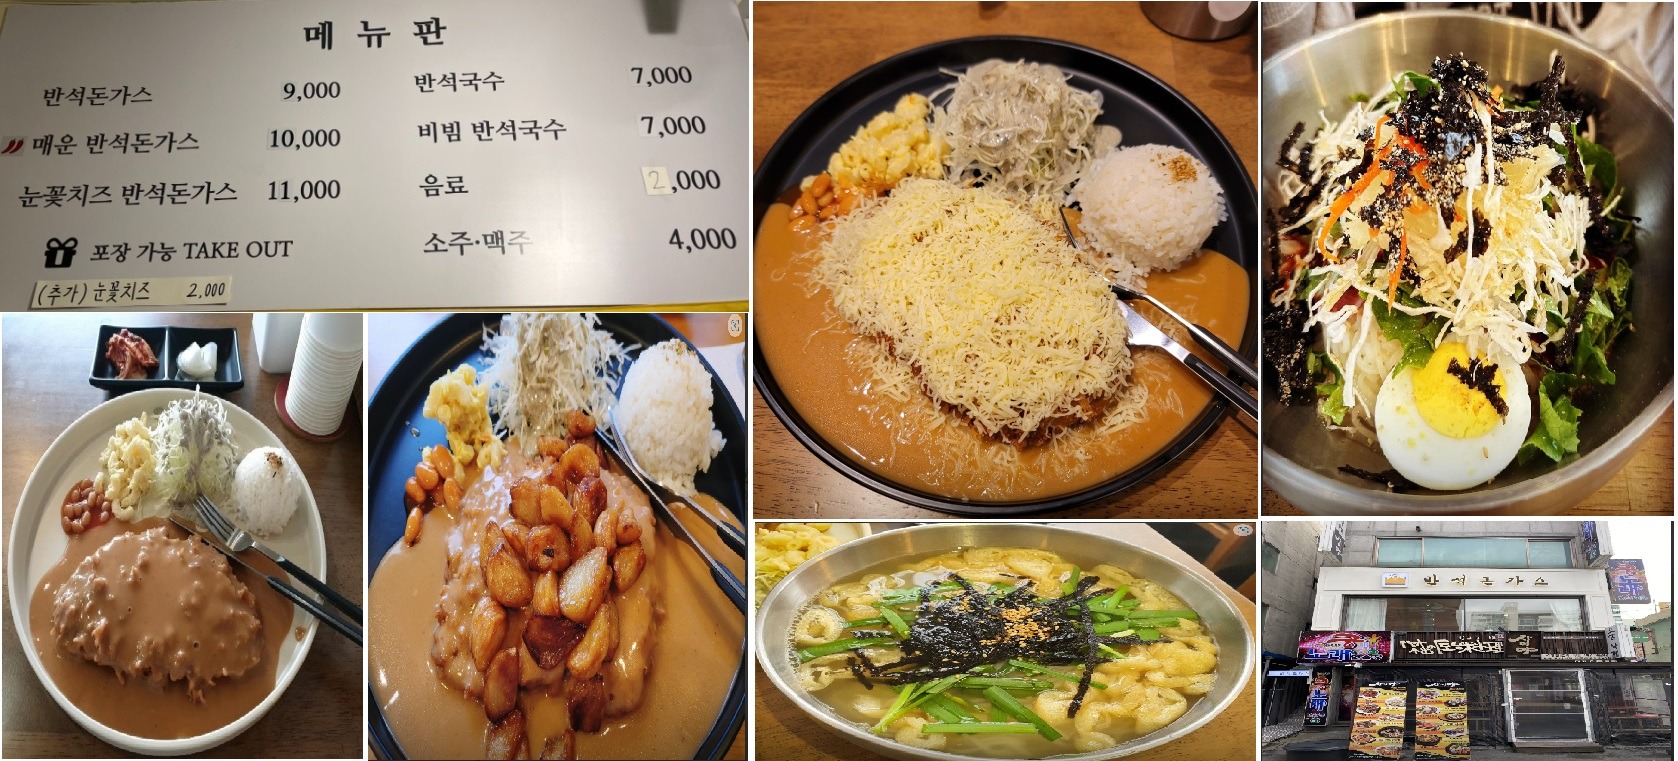 메뉴판
반석돈가스 9,000
매운 반석돈가스 10,000
눈꽃치즈 반석돈가스 11,000
포장 가능 TAKE OUT
(추가) 눈꽃치즈 2,000
반석국수 7,000
비빔 반석국수 7,000
음료 2,000
소주·맥주 4,000
반석돈가스